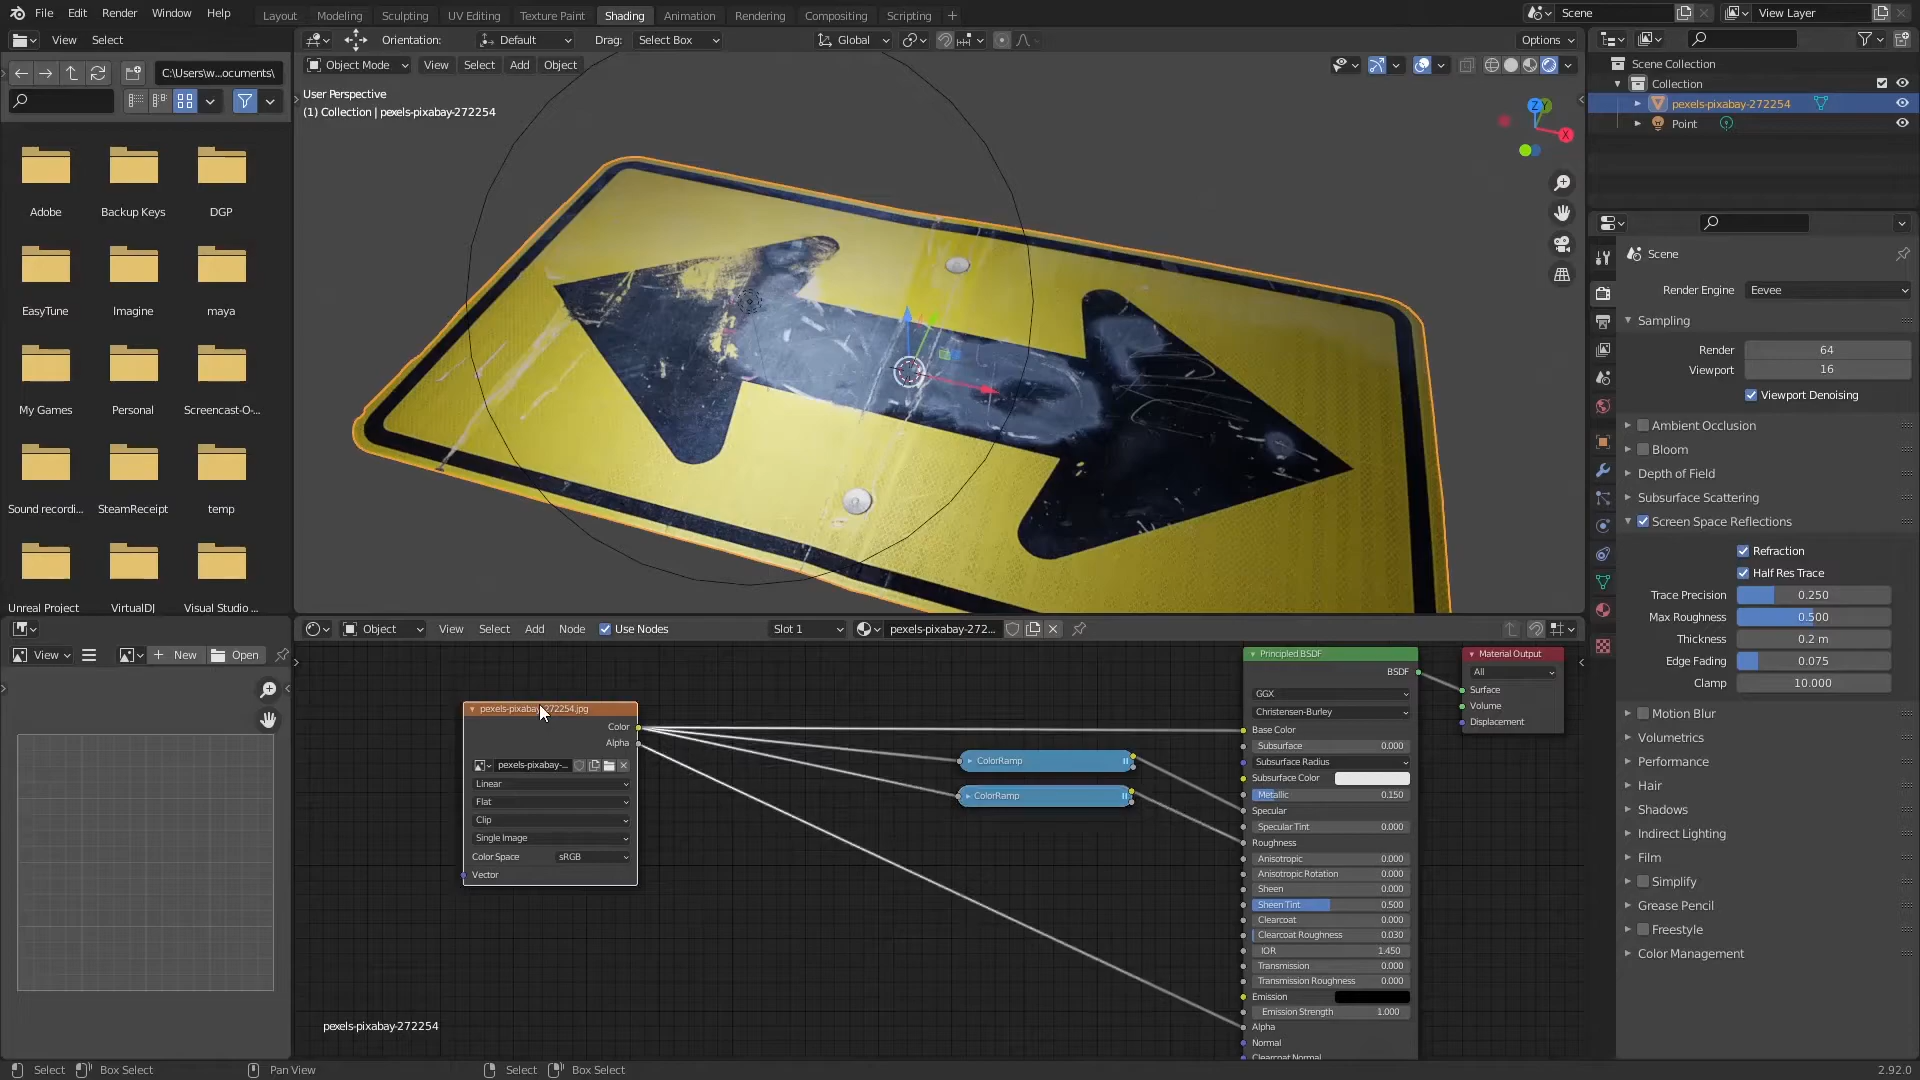 File Edit Render Window Help
Layout Modeling Sculpting UV Editing Texture Paint Shading Animation Rendering Compositing Scripting +
Scene
View Layer
View Select
Orientation: Default Drag: Select Box
Global
Options
C:\Users\w...ocuments\
Object Mode View Select Add Object
User Perspective
(1) Collection | pexels-pixabay-272254
Adobe
Backup Keys
DGP
EasyTune
Imagine
maya
My Games
Personal
Screencast-O-...
Sound recordi...
SteamReceipt
temp
Unreal Project
VirtualDJ
Visual Studio ...
Z
Y
X
Scene Collection
Collection
pexels-pixabay-272254
Point
Scene
Render Engine Eevee
Sampling
Render 64
Viewport 16
Viewport Denoising
Ambient Occlusion
Bloom
Depth of Field
Subsurface Scattering
Screen Space Reflections
Refraction
Half Res Trace
Trace Precision 0.250
Max Roughness 0.500
Thickness 0.2 m
Edge Fading 0.075
Clamp 10.000
Motion Blur
Volumetrics
Performance
Hair
Shadows
Indirect Lighting
Film
Simplify
Grease Pencil
Freestyle
Color Management
View
New
Open
Object View Select Add Node Use Nodes Slot 1 pexels-pixabay-272...
pexels-pixabay-272254.jpg
Color
Alpha
pexels-pixabay-...
Linear
Flat
Clip
Single Image
Color Space sRGB
Vector
ColorRamp
ColorRamp
Principled BSDF
BSDF
GGX
Christensen-Burley
Base Color
Subsurface 0.000
Subsurface Radius
Subsurface Color
Metallic 0.150
Specular
Specular Tint 0.000
Roughness
Anisotropic 0.000
Anisotropic Rotation 0.000
Sheen 0.000
Sheen Tint 0.500
Clearcoat 0.000
Clearcoat Roughness 0.030
IOR 1.450
Transmission 0.000
Transmission Roughness 0.000
Emission
Emission Strength 1.000
Alpha
Normal
Clearcoat Normal
Material Output
All
Surface
Volume
Displacement
pexels-pixabay-272254
Select Box Select Pan View Select Box Select
2.92.0